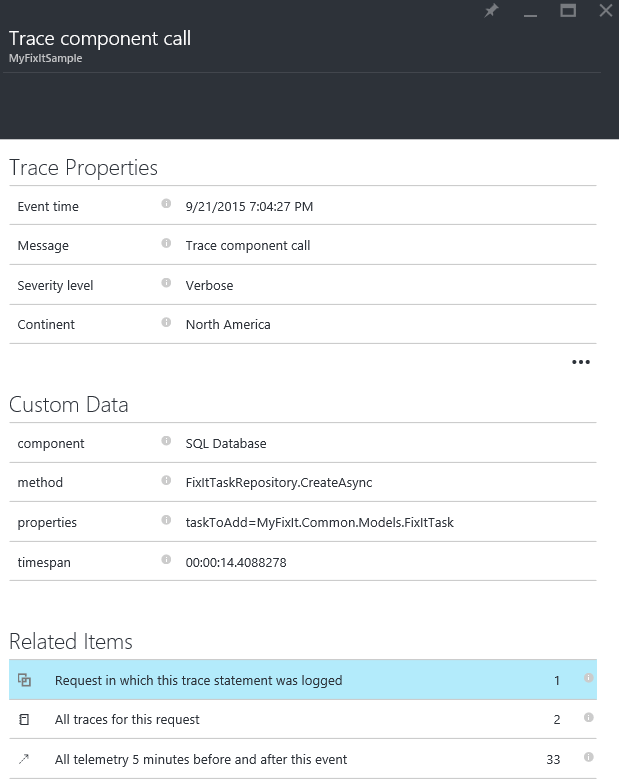 Trace component call
MyFixItSample
Trace Properties
Event time 9/21/2015 7:04:27 PM
Message Trace component call
Severity level Verbose
Continent North America
•••
Custom Data
component SQL Database
method FixItTaskRepository.CreateAsync
properties taskToAdd=MyFixIt.Common.Models.FixItTask
timespan 00:00:14.4088278
Related Items
Request in which this trace statement was logged 1
All traces for this request 2
All telemetry 5 minutes before and after this event 33